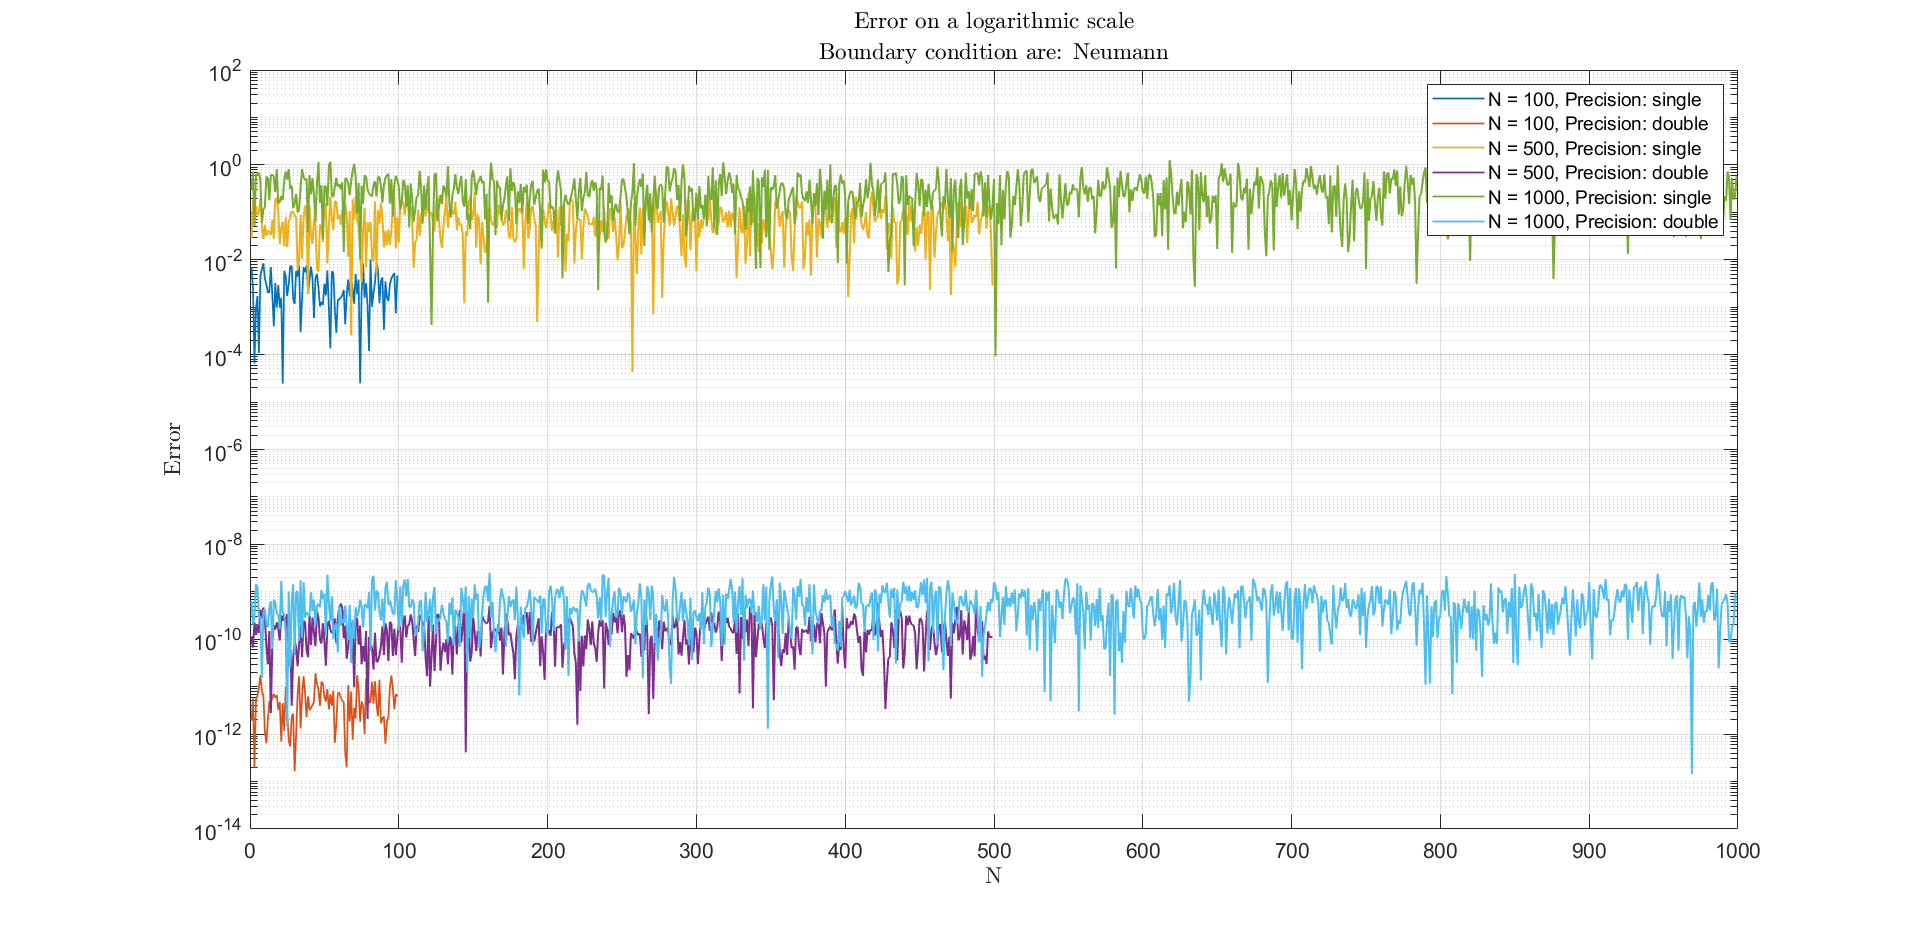 Error on a logarithmic scale
Boundary condition are: Neumann
10^2
10^0
10^-2
10^-4
10^-6
10^-8
10^-10
10^-12
10^-14
Error
N = 100, Precision: single
N = 100, Precision: double
N = 500, Precision: single
N = 500, Precision: double
N = 1000, Precision: single
N = 1000, Precision: double
0 100 200 300 400 500 600 700 800 900 1000
N